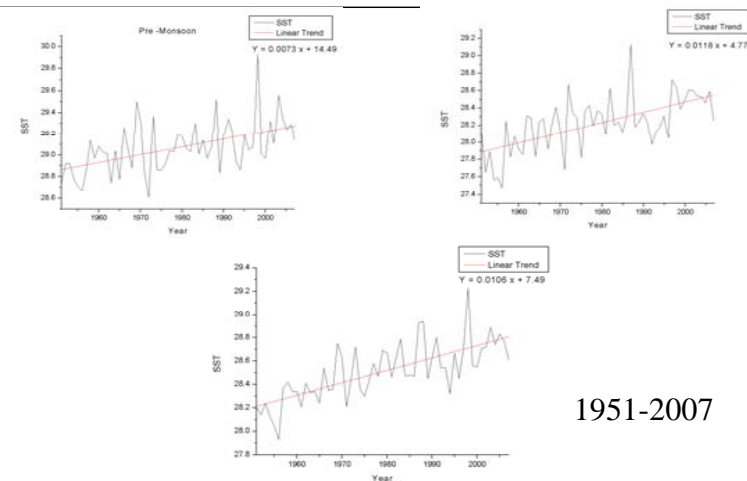 Pre -Monsoon
SST
Linear Trend
Y = 0.0073 x + 14.49
30.0
29.8
29.6
29.4
29.2
29.0
28.8
28.6
SST
1960 1970 1980 1990 2000
Year
SST
Linear Trend
Y = 0.0118 x + 4.77
29.2
29.0
28.8
28.6
28.4
28.2
28.0
27.8
27.6
27.4
SST
1960 1970 1980 1990 2000
Year
SST
Linear Trend
Y = 0.0106 x + 7.49
29.4
29.2
29.0
28.8
28.6
28.4
28.2
28.0
27.8
SST
1960 1970 1980 1990 2000
Year
1951-2007